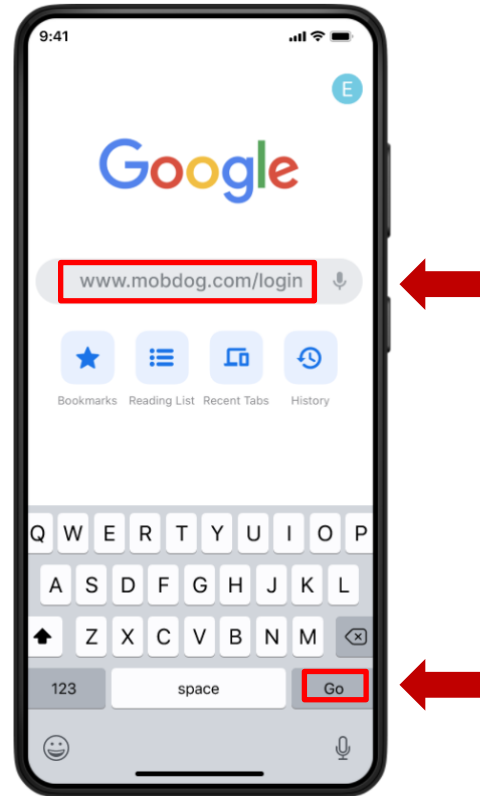 9:41
E
Google
www.mobdog.com/login
Bookmarks Reading List Recent Tabs History
Q W E R T Y U I O P
A S D F G H J K L
Z X C V B N M
123 space Go